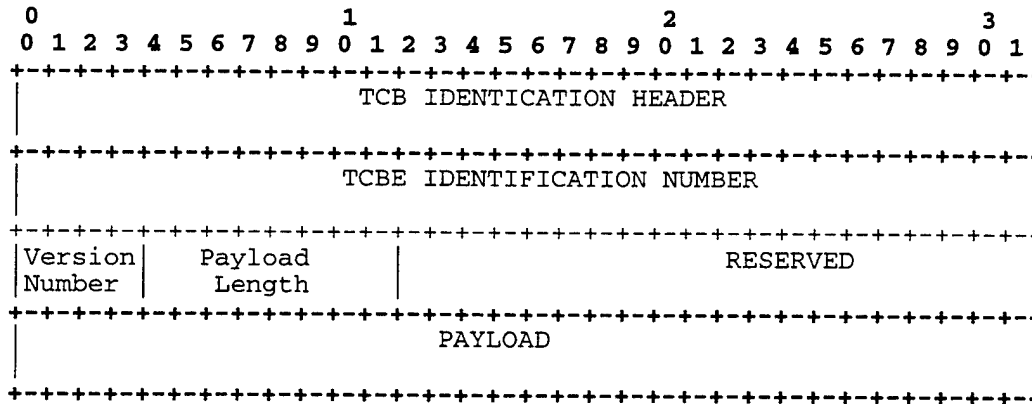 0 1 2 3
0 1 2 3 4 5 6 7 8 9 0 1 2 3 4 5 6 7 8 9 0 1 2 3 4 5 6 7 8 9 0 1
+-+-+-+-+-+-+-+-+-+-+-+-+-+-+-+-+-+-+-+-+-+-+-+-+-+-+-+-+-+-+-+-
| TCB IDENTICATION HEADER
+-+-+-+-+-+-+-+-+-+-+-+-+-+-+-+-+-+-+-+-+-+-+-+-+-+-+-+-+-+-+-+-
| TCBE IDENTIFICATION NUMBER
+-+-+-+-+-+-+-+-+-+-+-+-+-+-+-+-+-+-+-+-+-+-+-+-+-+-+-+-+-+-+-+-
|Version| Payload | RESERVED
|Number | Length |
+-+-+-+-+-+-+-+-+-+-+-+-+-+-+-+-+-+-+-+-+-+-+-+-+-+-+-+-+-+-+-+-
| PAYLOAD
+-+-+-+-+-+-+-+-+-+-+-+-+-+-+-+-+-+-+-+-+-+-+-+-+-+-+-+-+-+-+-+-